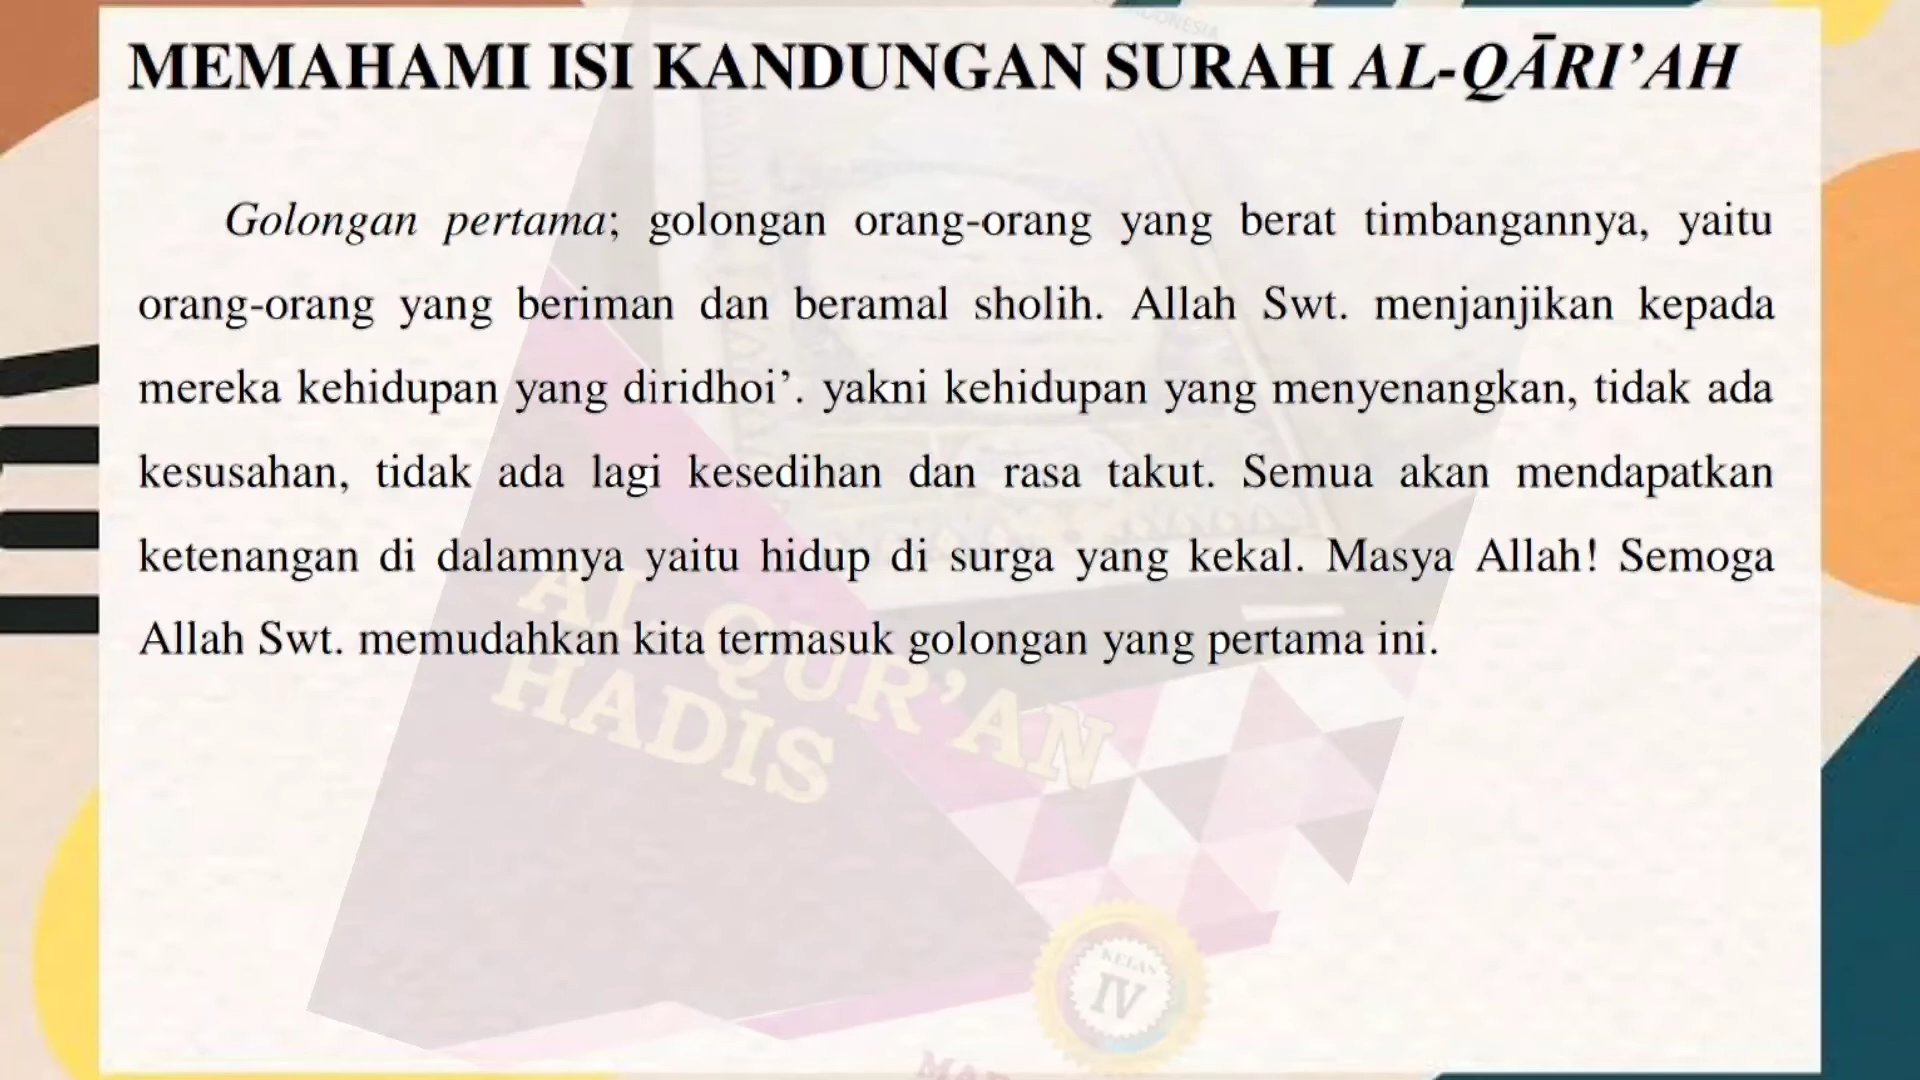 MEMAHAMI ISI KANDUNGAN SURAH AL-QĀRI’AH
Golongan pertama; golongan orang-orang yang berat timbangannya, yaitu
orang-orang yang beriman dan beramal sholih. Allah Swt. menjanjikan kepada
mereka kehidupan yang diridhoi’. yakni kehidupan yang menyenangkan, tidak ada
kesusahan, tidak ada lagi kesedihan dan rasa takut. Semua akan mendapatkan
ketenangan di dalamnya yaitu hidup di surga yang kekal. Masya Allah! Semoga
Allah Swt. memudahkan kita termasuk golongan yang pertama ini.
AL-QUR’AN
HADIS
KELAS
IV